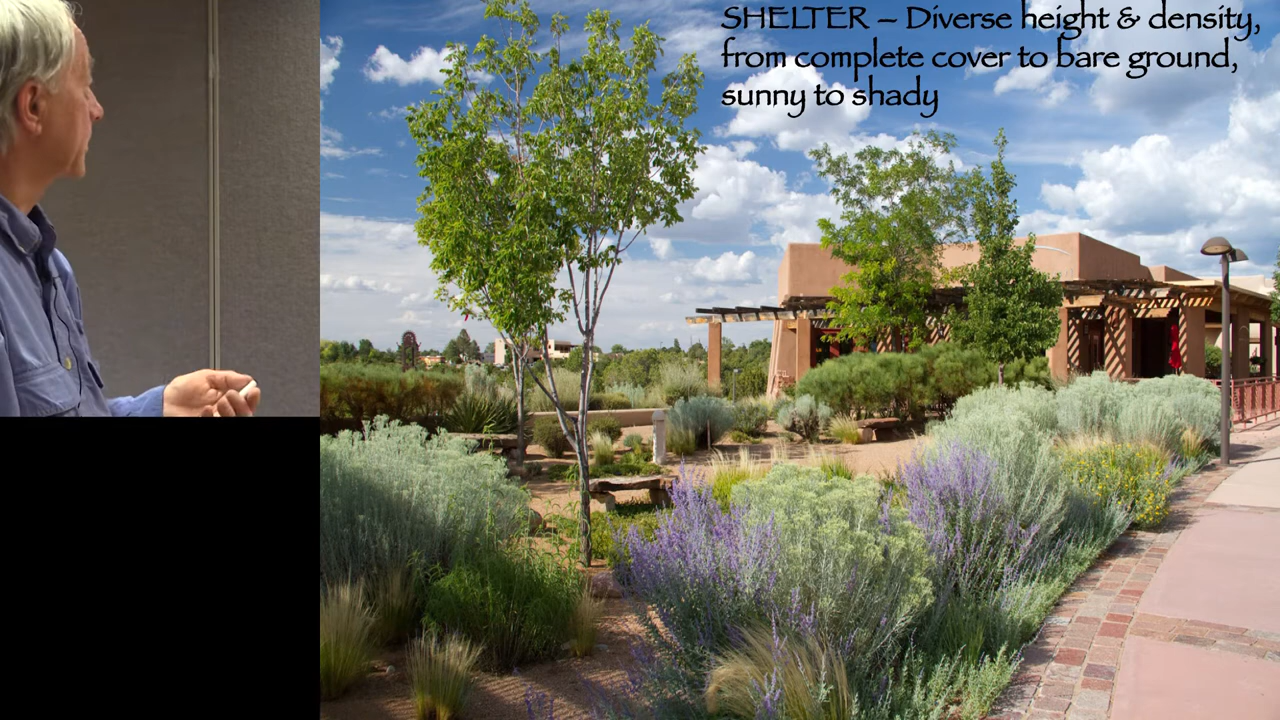 SHELTER – Diverse height & density,
from complete cover to bare ground,
sunny to shady